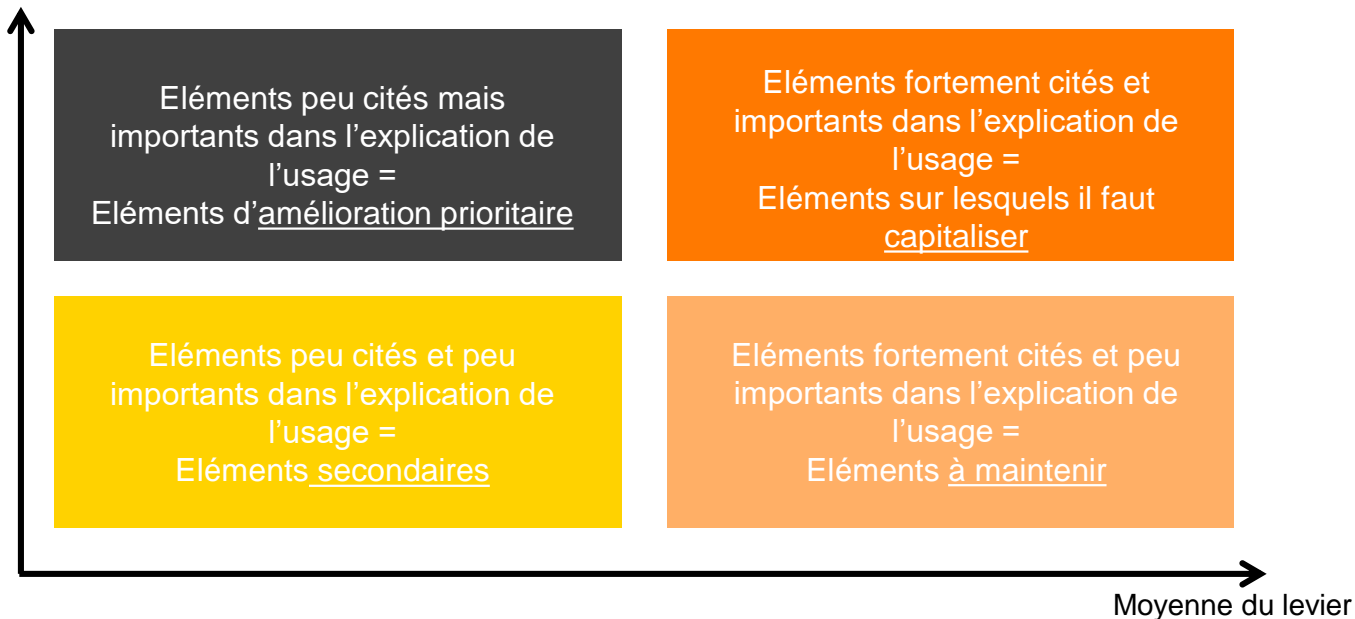 Eléments peu cités mais
importants dans l’explication de
l’usage =
Eléments d’amélioration prioritaire
Eléments fortement cités et
importants dans l’explication de
l’usage =
Eléments sur lesquels il faut
capitaliser
Eléments peu cités et peu
importants dans l’explication de
l’usage =
Eléments secondaires
Eléments fortement cités et peu
importants dans l’explication de
l’usage =
Eléments à maintenir
Moyenne du levier